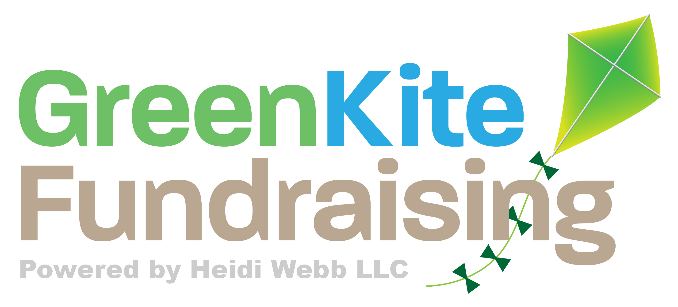 GreenKite
Fundraising
Powered by Heidi Webb LLC